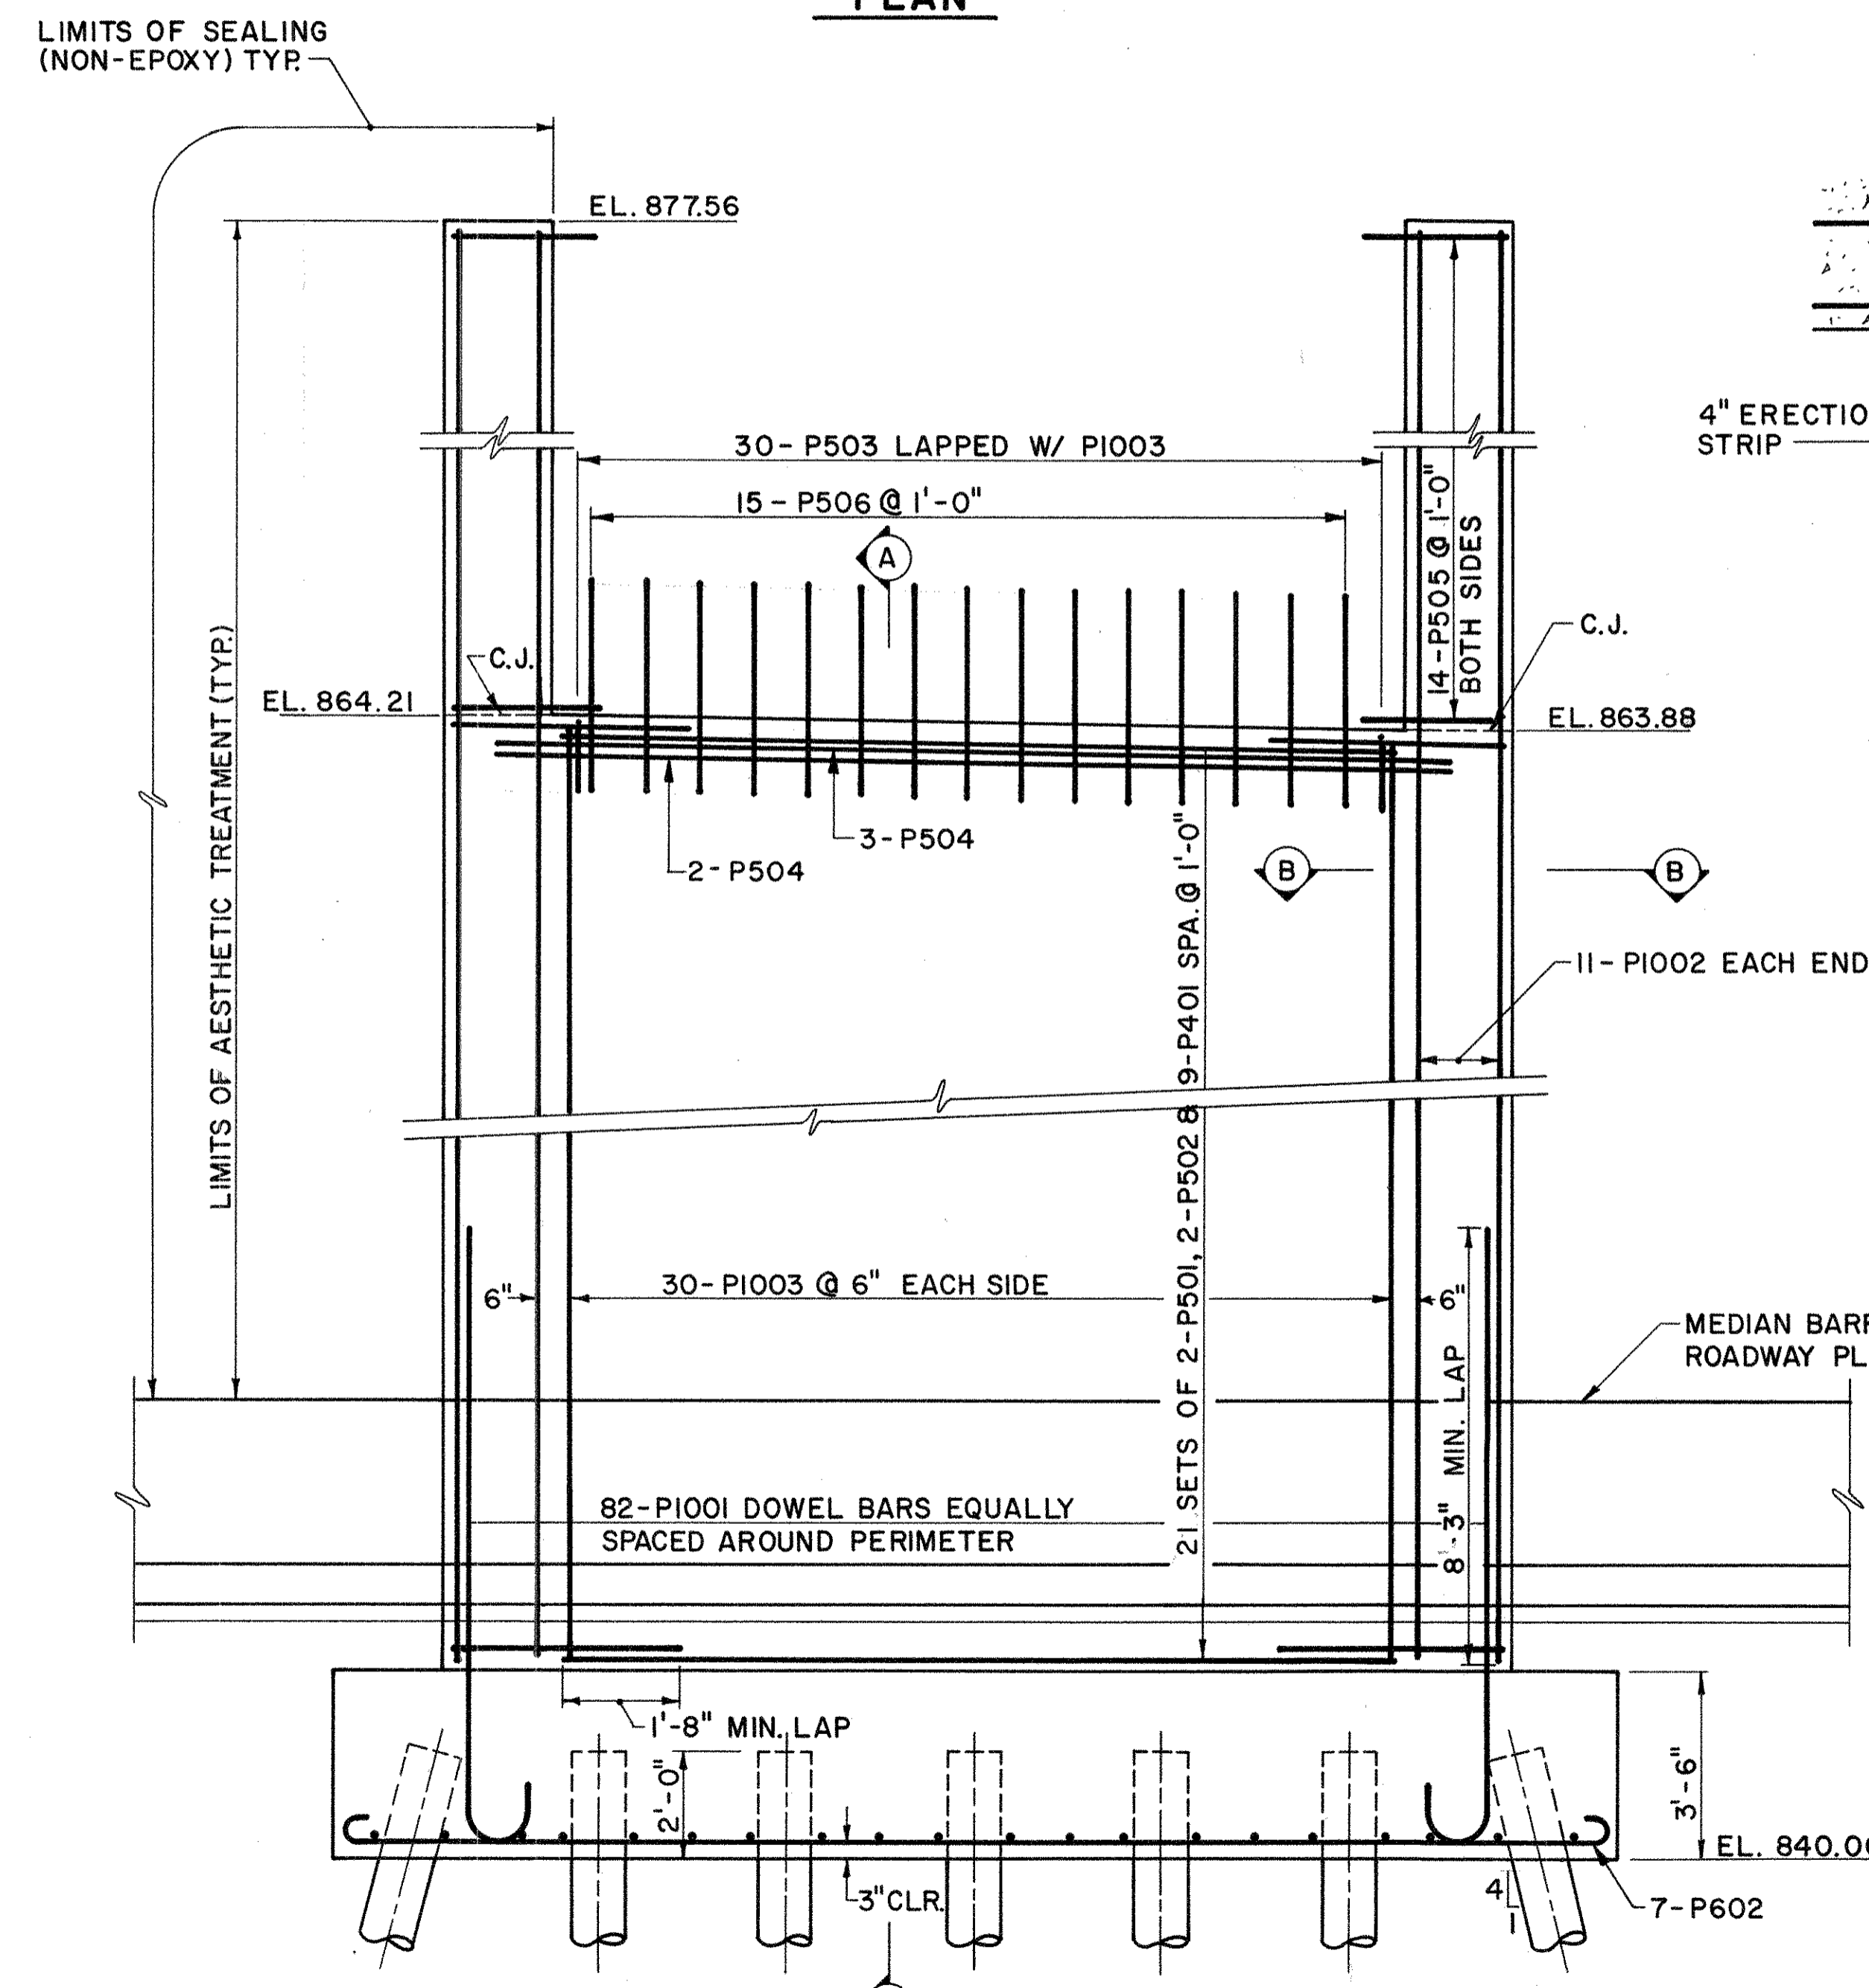 PLAN
LIMITS OF SEALING
(NON-EPOXY) TYP.
EL. 877.56
4" ERECTIO
STRIP
30-P503 LAPPED W/ P1003
15-P506 @ 1'-0"
A
14-P505 @ 1'-0"
BOTH SIDES
C.J.
C.J.
EL. 864.21
EL. 863.88
LIMITS OF AESTHETIC TREATMENT (TYP.)
3-P504
2-P504
B
B
11-P1002 EACH END
21 SETS OF 2-P501, 2-P502 & 9-P401 SPA. @ 1'-0"
6"
30-P1003 @ 6" EACH SIDE
6"
MEDIAN BARR
ROADWAY PL
8'-3" MIN. LAP
82-P1001 DOWEL BARS EQUALLY
SPACED AROUND PERIMETER
1'-8" MIN. LAP
2'-0"
3'-6"
EL. 840.00
3" CLR.
4
1
7-P602